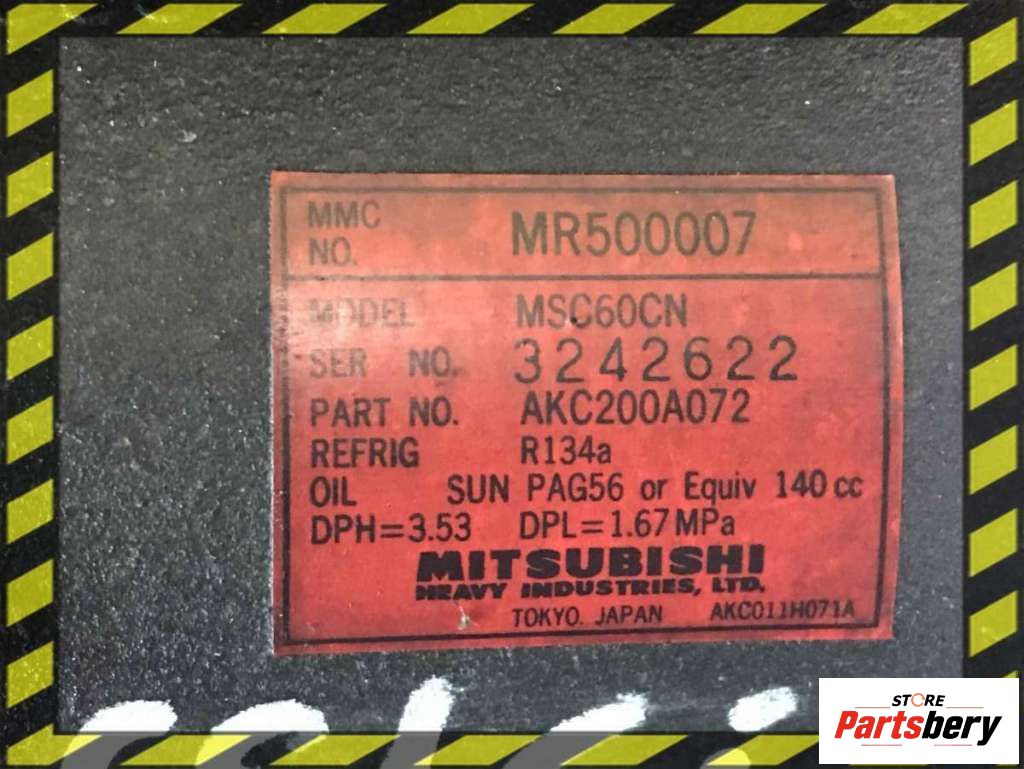 MMC
NO. MR500007
MODEL MSC60CN
SER NO. 3242622
PART NO. AKC200A072
REFRIG R134a
OIL SUN PAG56 or Equiv 140 cc
DPH=3.53 DPL=1.67 MPa
MITSUBISHI
HEAVY INDUSTRIES, LTD.
TOKYO. JAPAN AKC011H071A
STORE
Partsbery